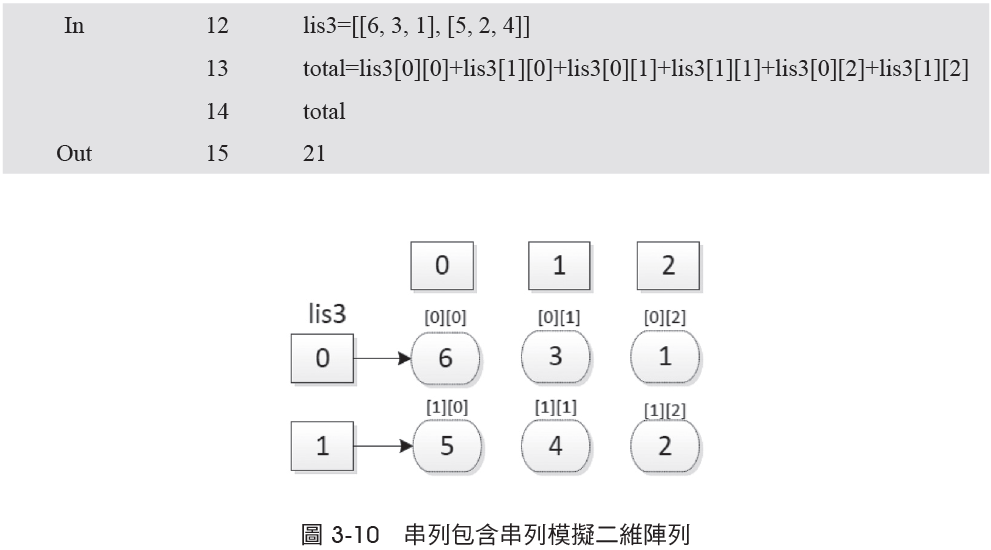 In 12 lis3=[[6, 3, 1], [5, 2, 4]]
13 total=lis3[0][0]+lis3[1][0]+lis3[0][1]+lis3[1][1]+lis3[0][2]+lis3[1][2]
14 total
Out 15 21
0 1 2
lis3 [0][0] [0][1] [0][2]
0 6 3 1
[1][0] [1][1] [1][2]
1 5 4 2
圖 3-10 串列包含串列模擬二維陣列